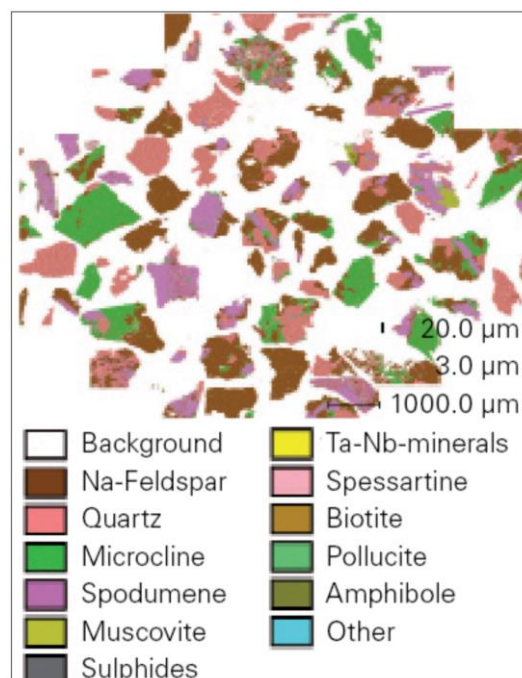 20.0 µm
3.0 µm
1000.0 µm
Background
Na-Feldspar
Quartz
Microcline
Spodumene
Muscovite
Sulphides
Ta-Nb-minerals
Spessartine
Biotite
Pollucite
Amphibole
Other